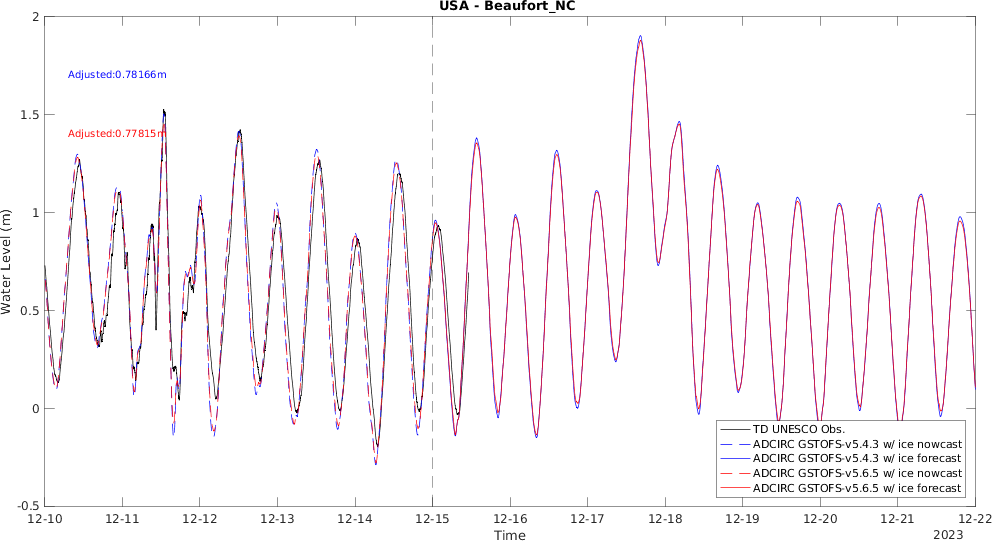 USA - Beaufort_NC
2
1.5
1
0.5
0
-0.5
Water Level (m)
Adjusted:0.78166m
Adjusted:0.77815m
TD UNESCO Obs.
ADCIRC GSTOFS-v5.4.3 w/ ice nowcast
ADCIRC GSTOFS-v5.4.3 w/ ice forecast
ADCIRC GSTOFS-v5.6.5 w/ ice nowcast
ADCIRC GSTOFS-v5.6.5 w/ ice forecast
12-10 12-11 12-12 12-13 12-14 12-15 12-16 12-17 12-18 12-19 12-20 12-21 12-22
Time
2023